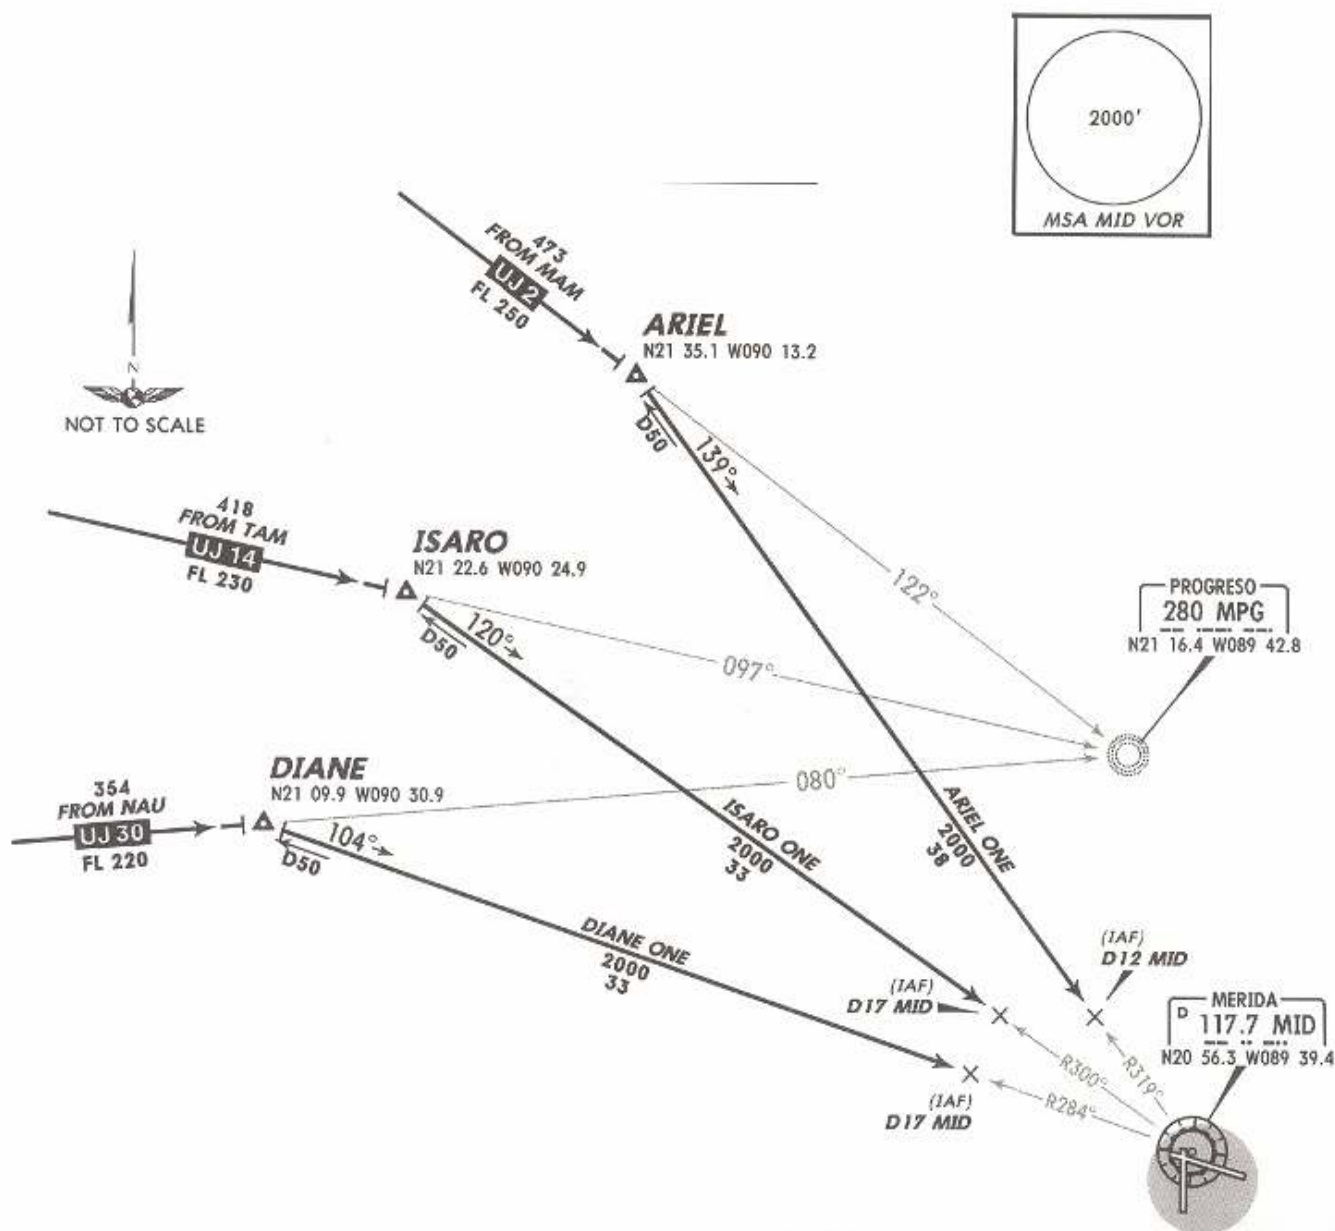 2000'
MSA MID VOR
473
FROM MAM
UJ 2
FL 250
ARIEL
N21 35.1 W090 13.2
N
NOT TO SCALE
D50
139°
418
FROM TAM
UJ 14
FL 230
ISARO
N21 22.6 W090 24.9
D50
120°
122°
097°
PROGRESO
280 MPG
N21 16.4 W089 42.8
DIANE
N21 09.9 W090 30.9
354
FROM NAU
UJ 30
FL 220
D50
104°
080°
ISARO ONE
2000
33
ARIEL ONE
2000
38
DIANE ONE
2000
33
(IAF)
D12 MID
(IAF)
D17 MID
MERIDA
D 117.7 MID
N20 56.3 W089 39.4
R300°
R319°
R284°
(IAF)
D17 MID